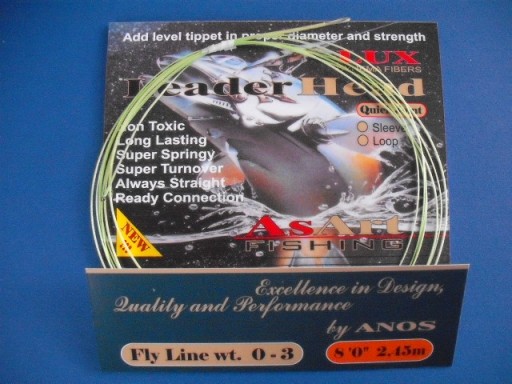 Add level tippet in proper diameter and strength
LUX
FIBERS
Leader Head
Non Toxic
Long Lasting
Super Springy
Super Turnover
Always Straight
Ready Connection
Sleeve
Loop
NEW
!!!
AsArt
FISHING
Excellence in Design,
Quality and Performance
by ANOS
Fly Line wt. 0-3
8'0" 2.45m